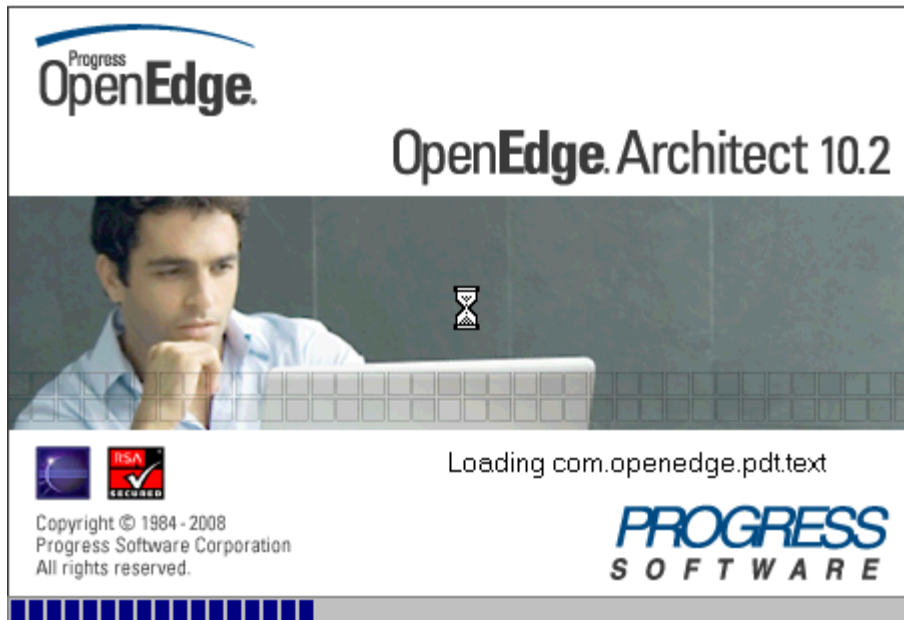 Progress
OpenEdge.
OpenEdge. Architect 10.2
RSA
SECURED
Loading com.openedge.pdt.text
Copyright © 1984 - 2008
Progress Software Corporation
All rights reserved.
PROGRESS
SOFTWARE